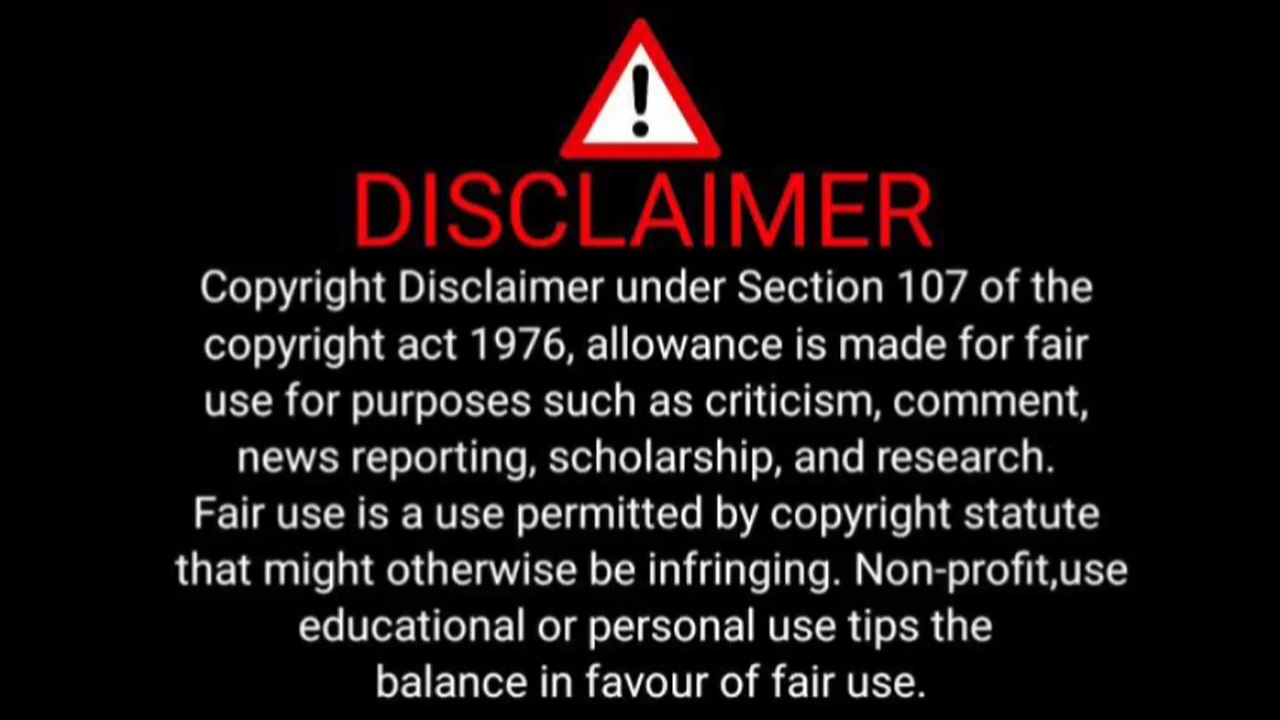 DISCLAIMER
Copyright Disclaimer under Section 107 of the
copyright act 1976, allowance is made for fair
use for purposes such as criticism, comment,
news reporting, scholarship, and research.
Fair use is a use permitted by copyright statute
that might otherwise be infringing. Non-profit,use
educational or personal use tips the
balance in favour of fair use.